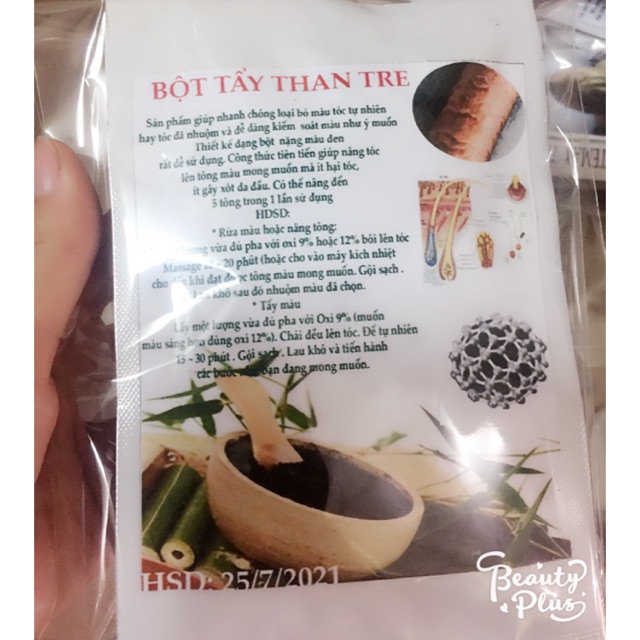 BỘT TẨY THAN TRE
Sản phẩm giúp nhanh chóng loại bỏ màu tóc tự nhiên
hay tóc đã nhuộm và dễ dàng kiểm soát màu như ý muốn
Thiết kế dạng bột nặng màu đen
rất dễ sử dụng. Công thức tiên tiến giúp nâng tóc
lên tông màu mong muốn mà ít hại tóc,
ít gây xót da đầu. Có thể nâng đến
5 tông trong 1 lần sử dụng
HDSD:
* Rửa màu hoặc nâng tông:
lượng vừa đủ pha với oxi 9% hoặc 12% bôi lên tóc
Massage - 20 phút (hoặc cho vào máy kích nhiệt
cho đến khi đạt được tông màu mong muốn. Gội sạch .
khô sau đó nhuộm màu đã chọn.
* Tẩy màu
Lấy một lượng vừa đủ pha với Oxi 9% (muốn
màu sáng hơn dùng oxi 12%). Chải đều lên tóc. Để tự nhiên
15 - 30 phút . Gội sạch . Lau khô và tiến hành
các bước bạn đang mong muốn.
HSD: 25/7/2021
Beauty
Plus